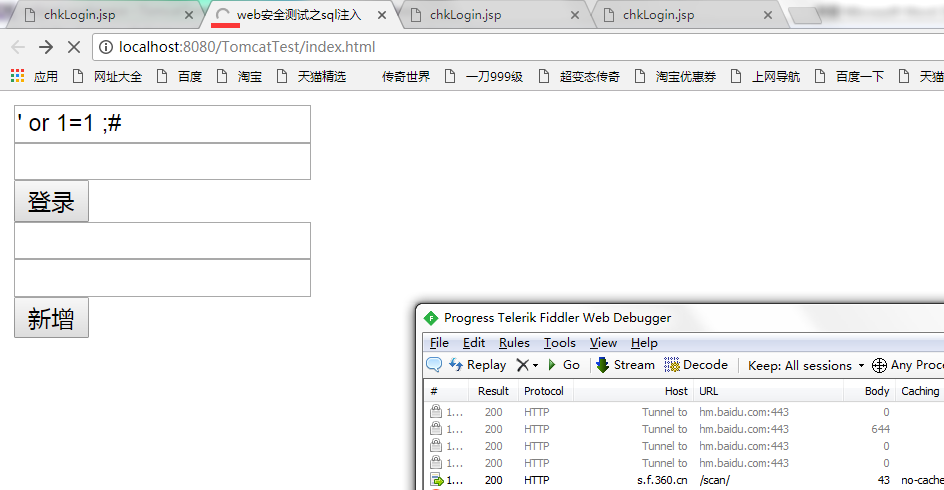 chkLogin.jsp web安全测试之sql注入 chkLogin.jsp chkLogin.jsp
localhost:8080/TomcatTest/index.html
应用 网址大全 百度 淘宝 天猫精选 传奇世界 一刀999级 超变态传奇 淘宝优惠券 上网导航 百度一下 天猫
' or 1=1 ;#
登录
新增
Progress Telerik Fiddler Web Debugger
File Edit Rules Tools View Help
Replay Go Stream Decode Keep: All sessions Any Proc
# Result Protocol Host URL Body Caching
1... 200 HTTP Tunnel to hm.baidu.com:443 0
1... 200 HTTP Tunnel to hm.baidu.com:443 644
1... 200 HTTP Tunnel to hm.baidu.com:443 0
1... 200 HTTP Tunnel to hm.baidu.com:443 0
1... 200 HTTP s.f.360.cn /scan/ 43 no-cache